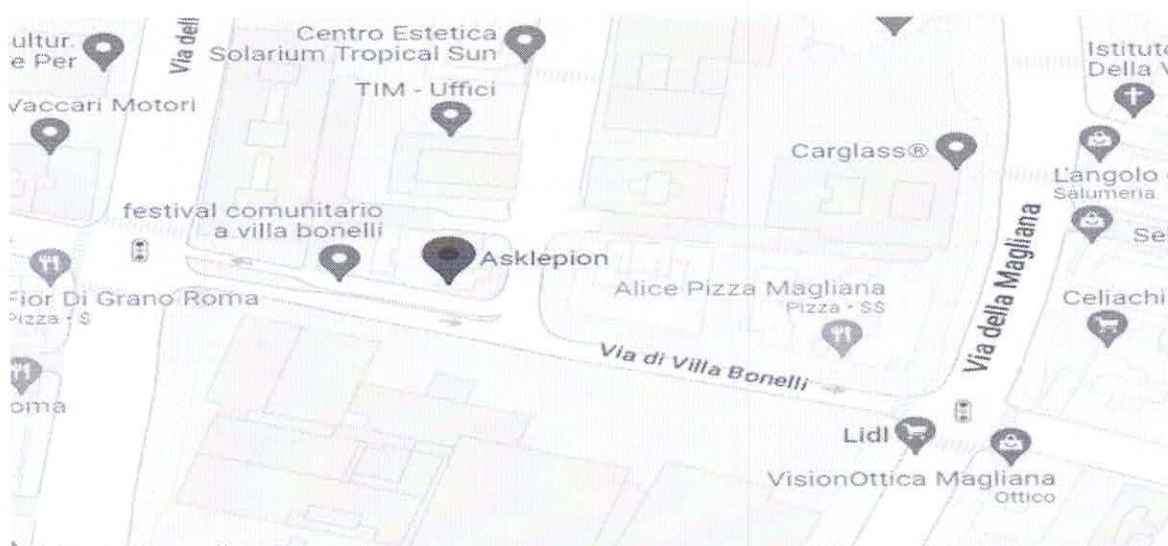 Via dell
Centro Estetica
Solarium Tropical Sun
ultur.
e Per
TIM - Uffici
Istituto
Della V
Vaccari Motori
Carglass®
L'angolo
Salumeria
festival comunitario
a villa bonelli
Asklepion
Sel
Fior Di Grano Roma
Pizza · $
Alice Pizza Magliana
Pizza · $$
Via della Magliana
Celiachi
Via di Villa Bonelli
oma
Lidl
VisionOttica Magliana
Ottico